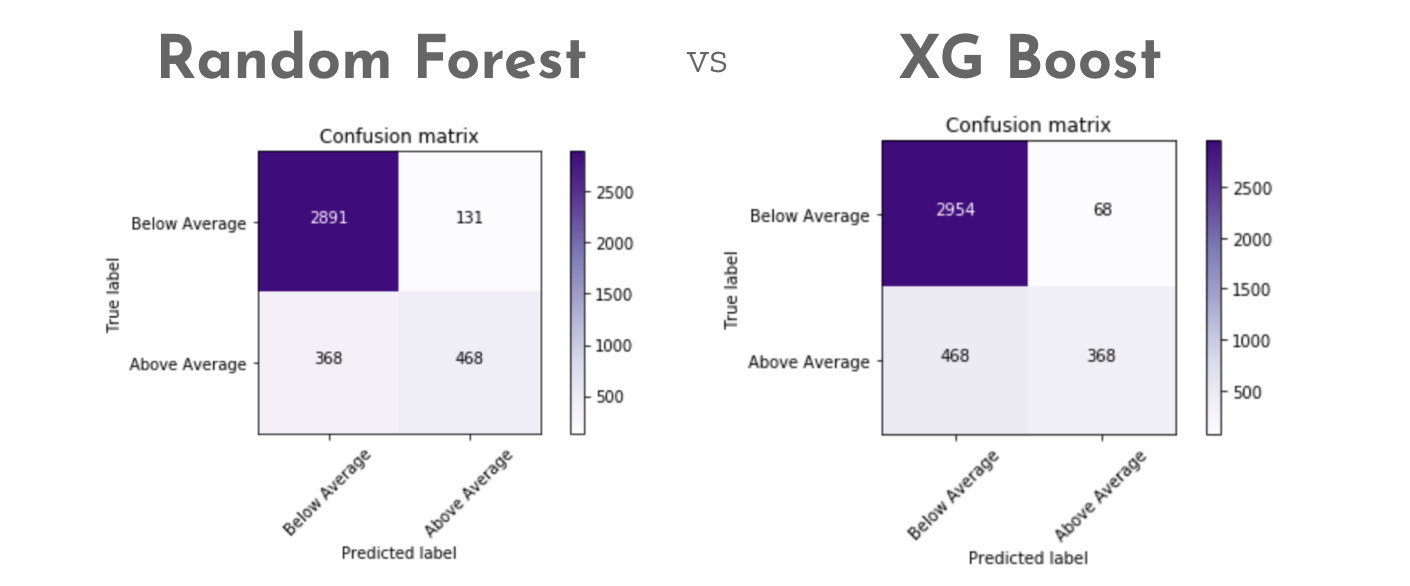 Random Forest vs XG Boost
Confusion matrix
2500
2000
1500
1000
500
Below Average
Above Average
True label
2891 131
368 468
Below Average Above Average
Predicted label
Confusion matrix
2500
2000
1500
1000
500
Below Average
Above Average
True label
2954 68
468 368
Below Average Above Average
Predicted label